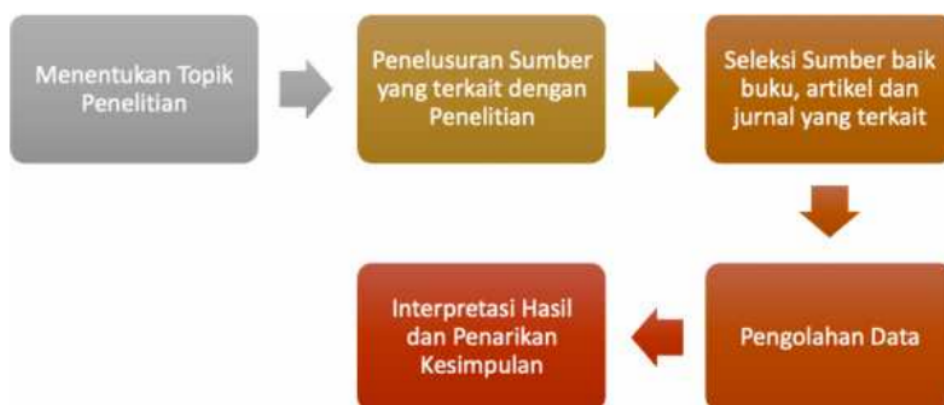 Menentukan Topik
Penelitian
Penelusuran Sumber
yang terkait dengan
Penelitian
Seleksi Sumber baik
buku, artikel dan
jurnal yang terkait
Pengolahan Data
Interpretasi Hasil
dan Penarikan
Kesimpulan